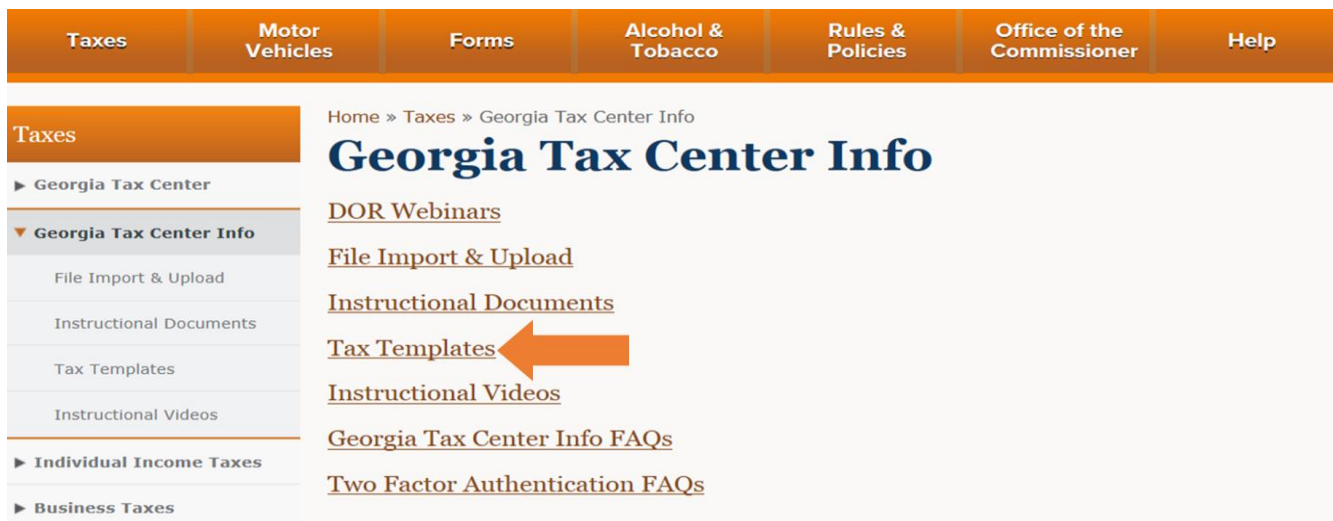 Taxes
Motor
Vehicles
Forms
Alcohol &
Tobacco
Rules &
Policies
Office of the
Commissioner
Help
Taxes
▶ Georgia Tax Center
▼ Georgia Tax Center Info
File Import & Upload
Instructional Documents
Tax Templates
Instructional Videos
▶ Individual Income Taxes
▶ Business Taxes
Home » Taxes » Georgia Tax Center Info
Georgia Tax Center Info
DOR Webinars
File Import & Upload
Instructional Documents
Tax Templates
Instructional Videos
Georgia Tax Center Info FAQs
Two Factor Authentication FAQs